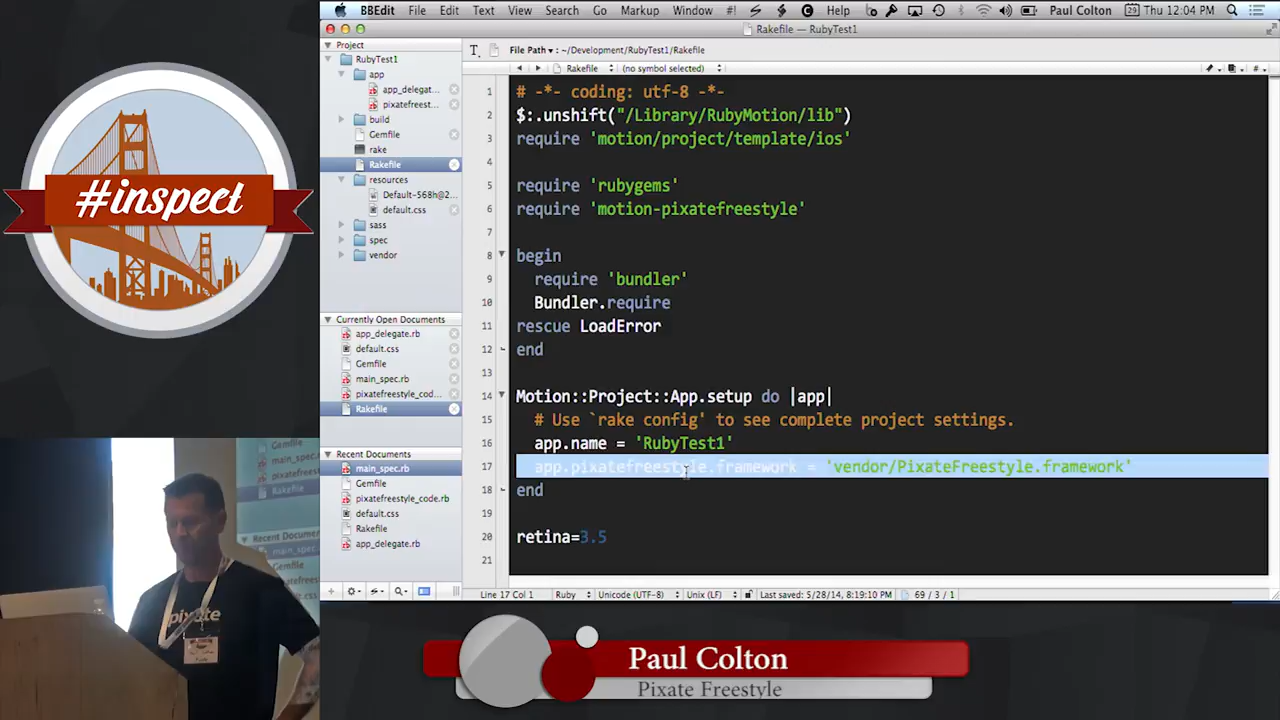 BBEdit File Edit Text View Search Go Markup Window #! Help Paul Colton 29 Thu 12:04 PM
Rakefile — RubyTest1
Project
RubyTest1
app
app_delegat...
pixatefreest...
build
Gemfile
rake
Rakefile
resources
Default-568h@2...
default.css
sass
spec
vendor
Currently Open Documents
app_delegate.rb
default.css
Gemfile
main_spec.rb
pixatefreestyle_cod...
Rakefile
Recent Documents
main_spec.rb
Gemfile
pixatefreestyle_code.rb
default.css
Rakefile
app_delegate.rb
File Path ▾ : ~/Development/RubyTest1/Rakefile
Rakefile (no symbol selected)
1 # -*- coding: utf-8 -*-
2 $:.unshift("/Library/RubyMotion/lib")
3 require 'motion/project/template/ios'
4
5 require 'rubygems'
6 require 'motion-pixatefreestyle'
7
8 begin
9 require 'bundler'
10 Bundler.require
11 rescue LoadError
12 end
13
14 Motion::Project::App.setup do |app|
15 # Use `rake config' to see complete project settings.
16 app.name = 'RubyTest1'
17 app.pixatefreestyle.framework = 'vendor/PixateFreestyle.framework'
18 end
19
20 retina=3.5
21
Line 17 Col 1 Ruby Unicode (UTF-8) Unix (LF) Last saved: 5/28/14, 8:19:10 PM 69 / 3 / 1
#inspect
pixate
Paul Colton
Pixate Freestyle